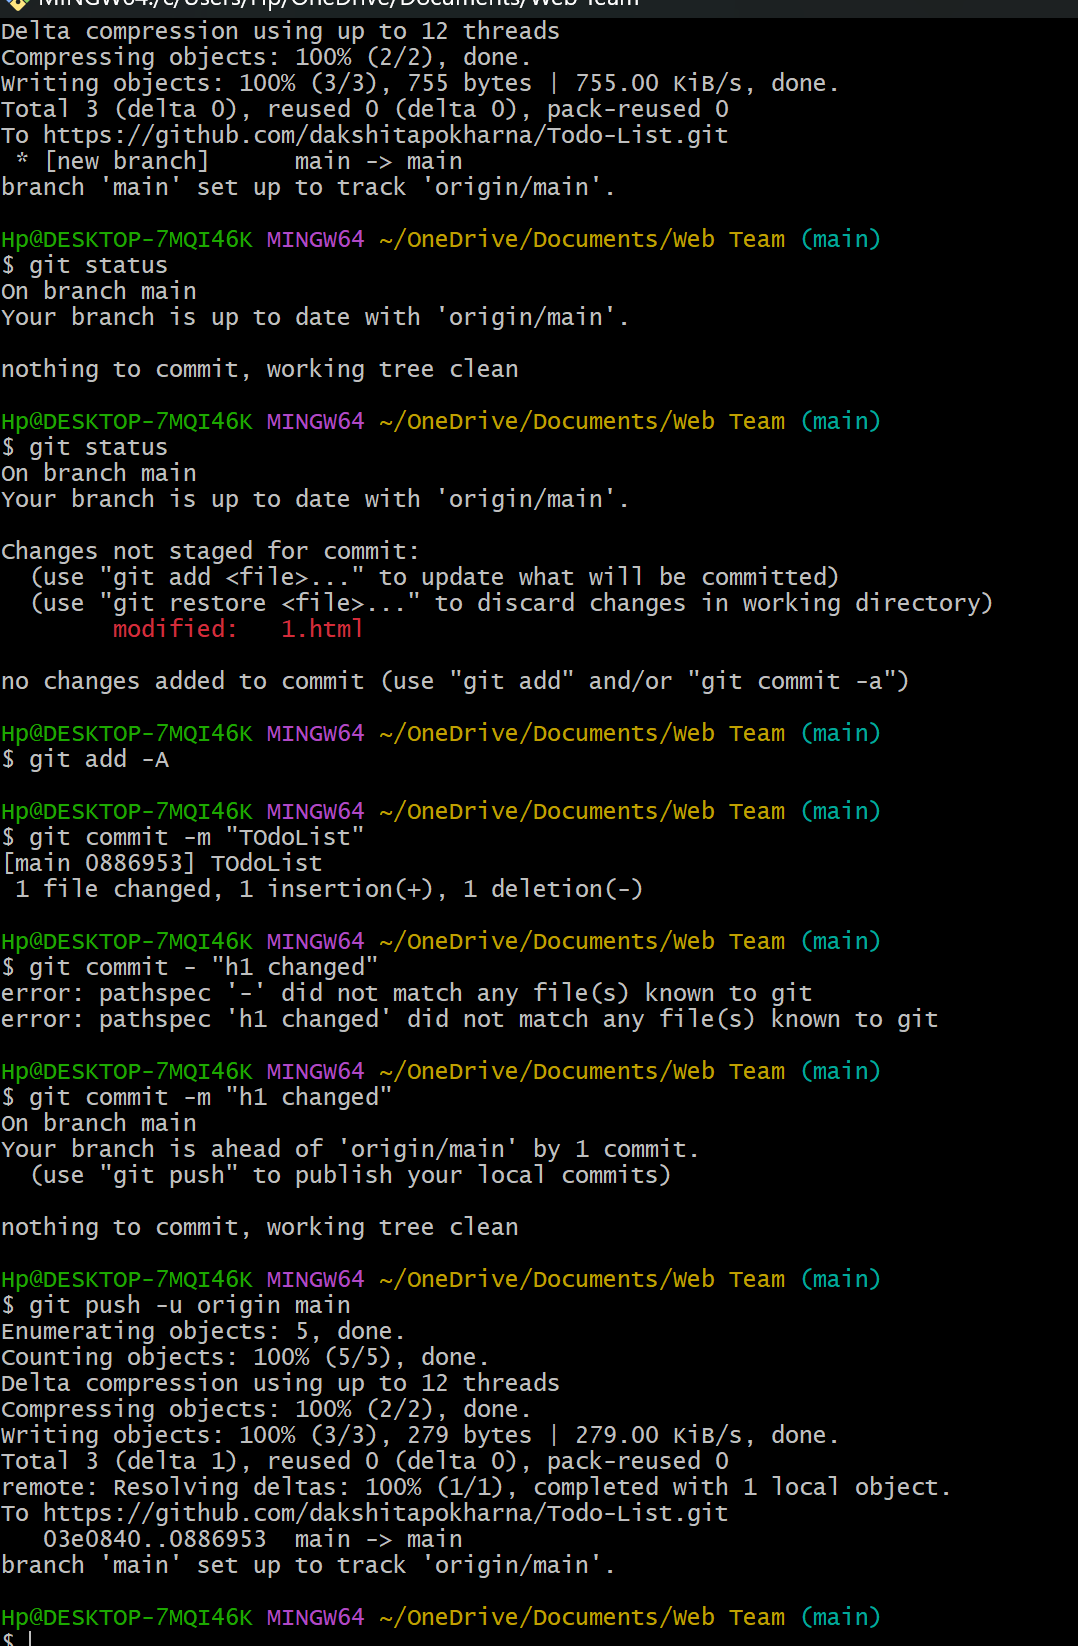 MINGW64:/c/Users/Hp/OneDrive/Documents/Web Team
Delta compression using up to 12 threads
Compressing objects: 100% (2/2), done.
Writing objects: 100% (3/3), 755 bytes | 755.00 KiB/s, done.
Total 3 (delta 0), reused 0 (delta 0), pack-reused 0
To https://github.com/dakshitapokharna/Todo-List.git
 * [new branch]      main -> main
branch 'main' set up to track 'origin/main'.

Hp@DESKTOP-7MQI46K MINGW64 ~/OneDrive/Documents/Web Team (main)
$ git status
On branch main
Your branch is up to date with 'origin/main'.

nothing to commit, working tree clean

Hp@DESKTOP-7MQI46K MINGW64 ~/OneDrive/Documents/Web Team (main)
$ git status
On branch main
Your branch is up to date with 'origin/main'.

Changes not staged for commit:
  (use "git add <file>..." to update what will be committed)
  (use "git restore <file>..." to discard changes in working directory)
        modified:   1.html

no changes added to commit (use "git add" and/or "git commit -a")

Hp@DESKTOP-7MQI46K MINGW64 ~/OneDrive/Documents/Web Team (main)
$ git add -A

Hp@DESKTOP-7MQI46K MINGW64 ~/OneDrive/Documents/Web Team (main)
$ git commit -m "TOdoList"
[main 0886953] TOdoList
 1 file changed, 1 insertion(+), 1 deletion(-)

Hp@DESKTOP-7MQI46K MINGW64 ~/OneDrive/Documents/Web Team (main)
$ git commit - "h1 changed"
error: pathspec '-' did not match any file(s) known to git
error: pathspec 'h1 changed' did not match any file(s) known to git

Hp@DESKTOP-7MQI46K MINGW64 ~/OneDrive/Documents/Web Team (main)
$ git commit -m "h1 changed"
On branch main
Your branch is ahead of 'origin/main' by 1 commit.
  (use "git push" to publish your local commits)

nothing to commit, working tree clean

Hp@DESKTOP-7MQI46K MINGW64 ~/OneDrive/Documents/Web Team (main)
$ git push -u origin main
Enumerating objects: 5, done.
Counting objects: 100% (5/5), done.
Delta compression using up to 12 threads
Compressing objects: 100% (2/2), done.
Writing objects: 100% (3/3), 279 bytes | 279.00 KiB/s, done.
Total 3 (delta 1), reused 0 (delta 0), pack-reused 0
remote: Resolving deltas: 100% (1/1), completed with 1 local object.
To https://github.com/dakshitapokharna/Todo-List.git
   03e0840..0886953  main -> main
branch 'main' set up to track 'origin/main'.

Hp@DESKTOP-7MQI46K MINGW64 ~/OneDrive/Documents/Web Team (main)
$